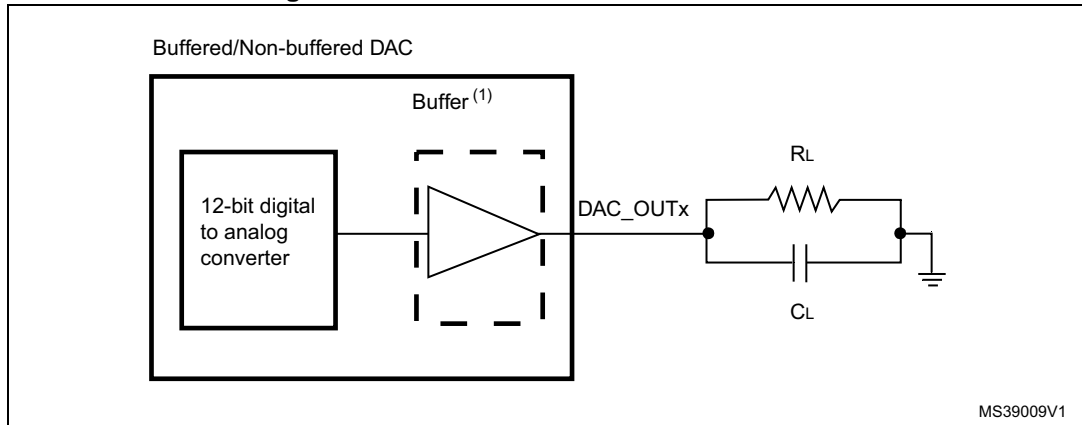 Buffered/Non-buffered DAC
Buffer (1)
12-bit digital
to analog
converter
DAC_OUTx
RL
CL
MS39009V1